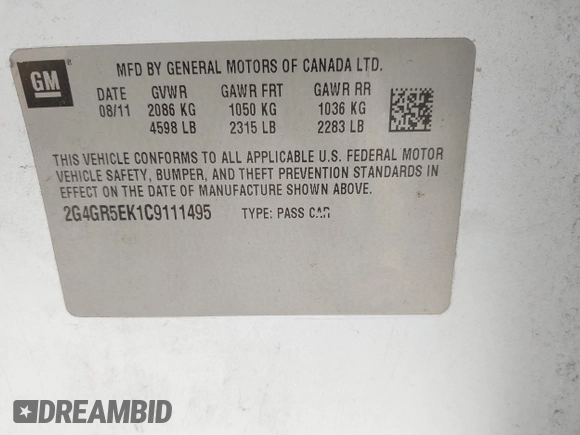 GM
MFD BY GENERAL MOTORS OF CANADA LTD.
DATE GVWR GAWR FRT GAWR RR
08/11 2086 KG 1050 KG 1036 KG
4598 LB 2315 LB 2283 LB
THIS VEHICLE CONFORMS TO ALL APPLICABLE U.S. FEDERAL MOTOR
VEHICLE SAFETY, BUMPER, AND THEFT PREVENTION STANDARDS IN
EFFECT ON THE DATE OF MANUFACTURE SHOWN ABOVE.
2G4GR5EK1C9111495 TYPE: PASS CAR
DREAMBID